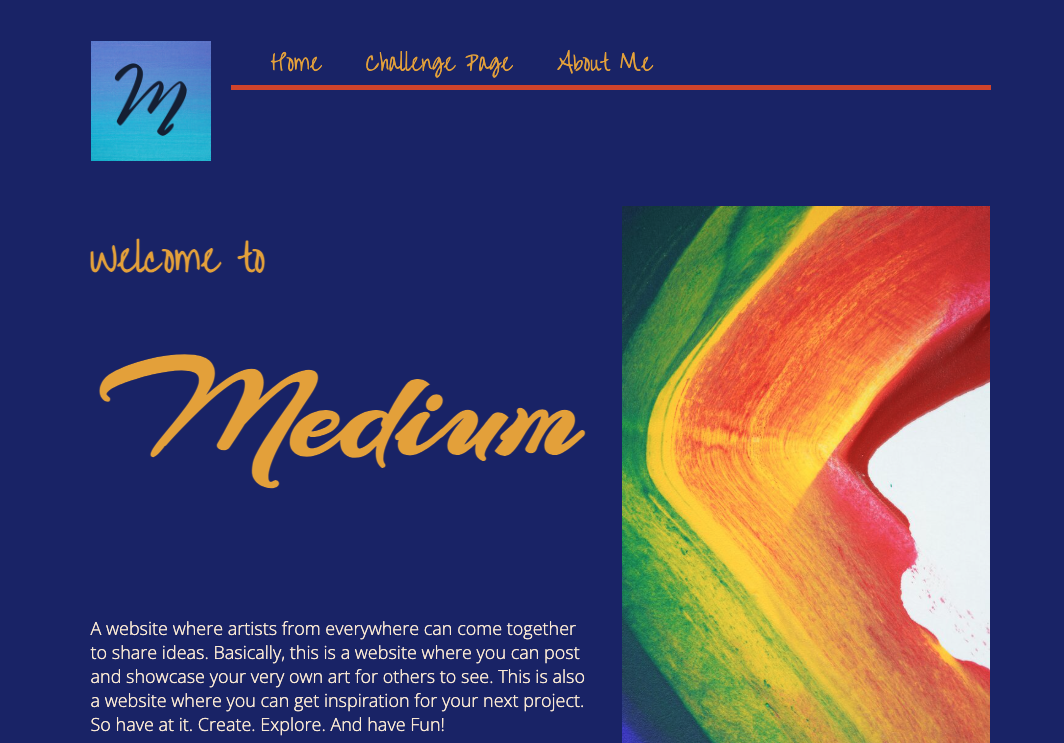 M
Home Challenge Page About Me
Welcome to
Medium
A website where artists from everywhere can come together
to share ideas. Basically, this is a website where you can post
and showcase your very own art for others to see. This is also
a website where you can get inspiration for your next project.
So have at it. Create. Explore. And have Fun!